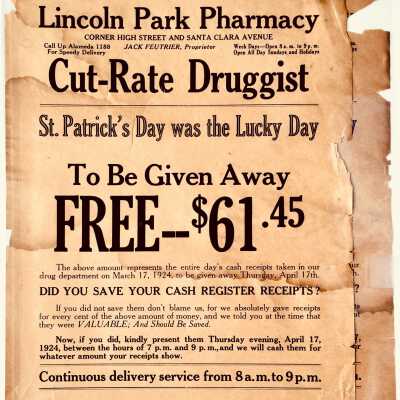 Lincoln Park Pharmacy
CORNER HIGH STREET AND SANTA CLARA AVENUE
Call Up Alameda 1188 JACK FEUTRIER, Proprietor Week Days—Open 8 a. m. to 9 p. m.
For Speedy Delivery Open All Day Sundays and Holidays
Cut-Rate Druggist
St. Patrick's Day was the Lucky Day
To Be Given Away
FREE--$61.45
The above amount represents the entire day's cash receipts taken in our
drug department on March 17, 1924, to be given away Thursday, April 17th.
DID YOU SAVE YOUR CASH REGISTER RECEIPTS?
If you did not save them don't blame us, for we absolutely gave receipts
for every cent of the above amount of money, and we told you at the time that
they were VALUABLE; And Should Be Saved.
Now, if you did, kindly present them Thursday evening, April 17,
1924, between the hours of 7 p. m. and 9 p. m., and we will cash them for
whatever amount your receipts show.
Continuous delivery service from 8 a. m. to 9 p. m.